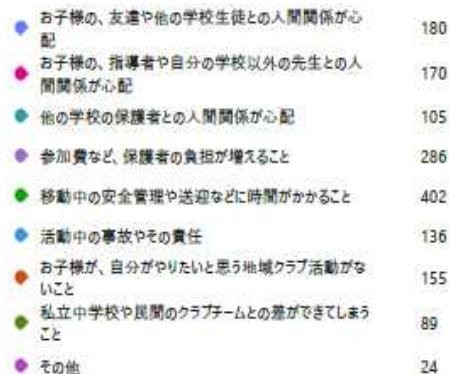 お子様の、友達や他の学校生徒との人間関係が心
配
180
お子様の、指導者や自分の学校以外の先生との人
間関係が心配
170
他の学校の保護者との人間関係が心配
105
参加費など、保護者の負担が増えること
286
移動中の安全管理や送迎などに時間がかかること
402
活動中の事故やその責任
136
お子様が、自分がやりたいと思う地域クラブ活動がな
いこと
155
私立中学校や民間のクラブチームとの差ができてしまう
こと
89
その他
24